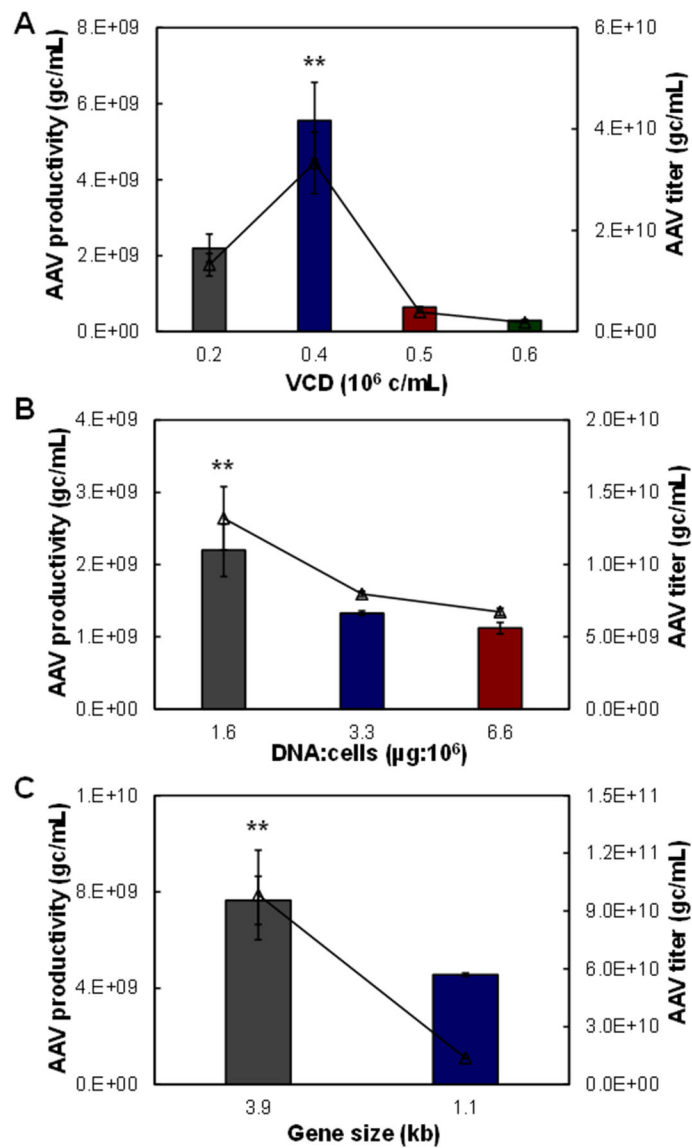 A
AAV productivity (gc/mL)
8.E+09
6.E+09
4.E+09
2.E+09
0.E+00
**
6.E+10
4.E+10
2.E+10
0.E+00
AAV titer (gc/mL)
0.2 0.4 0.5 0.6
VCD (10⁶ c/mL)
B
AAV productivity (gc/mL)
4.E+09
3.E+09
2.E+09
1.E+09
0.E+00
**
2.0E+10
1.5E+10
1.0E+10
5.0E+09
0.0E+00
AAV titer (gc/mL)
1.6 3.3 6.6
DNA:cells (µg:10⁶)
C
AAV productivity (gc/mL)
1.E+10
8.E+09
4.E+09
0.E+00
**
1.5E+11
1.2E+11
9.0E+10
6.0E+10
3.0E+10
0.0E+00
AAV titer (gc/mL)
3.9 1.1
Gene size (kb)